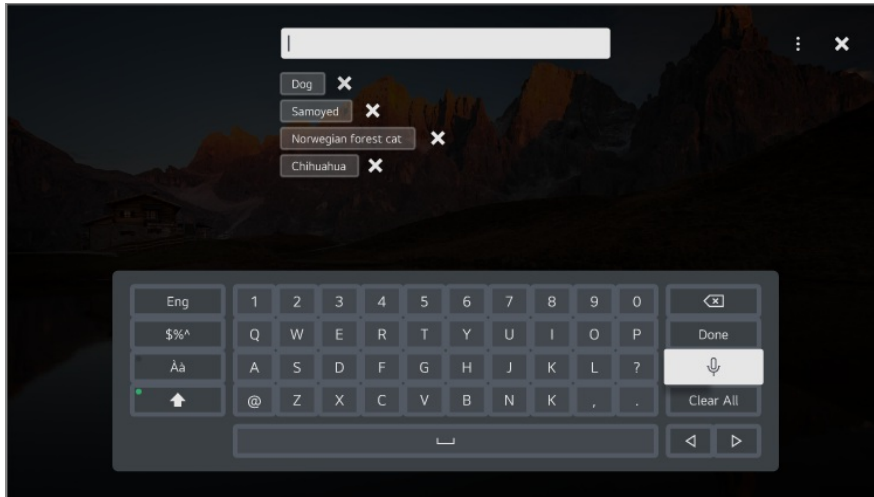 Dog
Samoyed
Norwegian forest cat
Chihuahua
Eng 1 2 3 4 5 6 7 8 9 0
$%^ Q W E R T Y U I O P Done
Àà A S D F G H J K L ?
@ Z X C V B N K , . Clear All